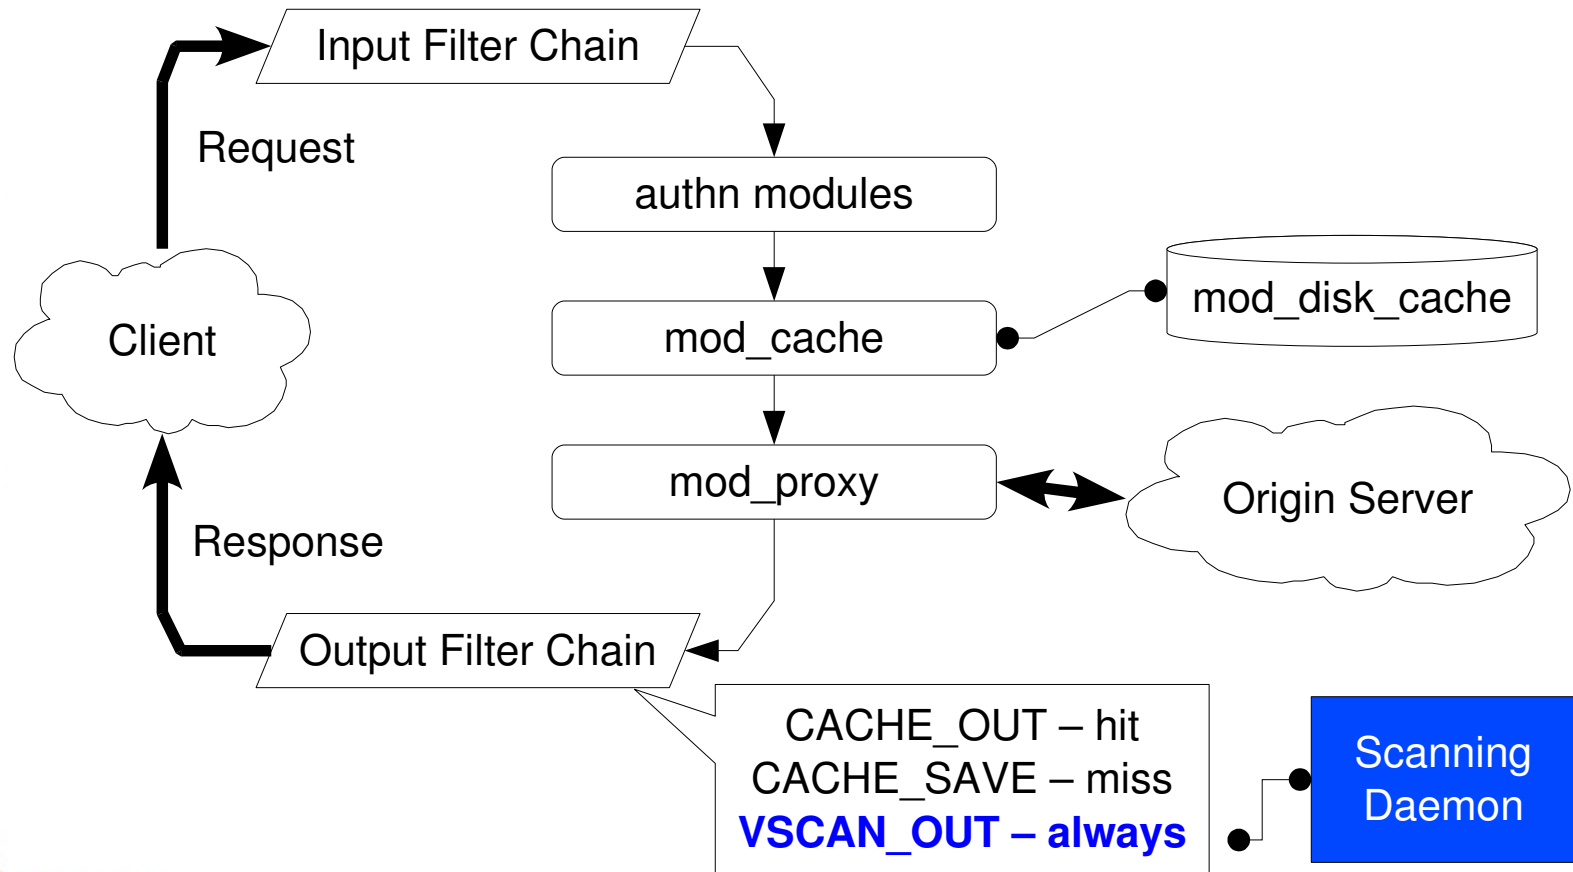 Input Filter Chain
Request
authn modules
mod_disk_cache
Client
mod_cache
mod_proxy
Origin Server
Response
Output Filter Chain
CACHE_OUT – hit
CACHE_SAVE – miss
VSCAN_OUT – always
Scanning
Daemon